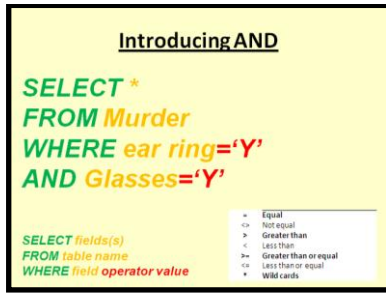 Introducing AND
SELECT *
FROM Murder
WHERE ear ring=‘Y’
AND Glasses=‘Y’
SELECT fields(s)
FROM table name
WHERE field operator value
= Equal
<> Not equal
> Greater than
< Less than
>= Greater than or equal
<= Less than or equal
* Wild cards